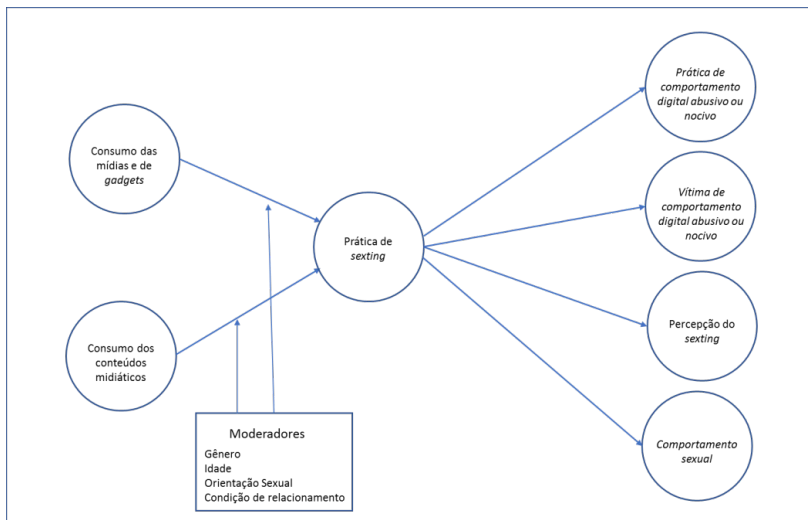 Consumo das
mídias e de
gadgets
Consumo dos
conteúdos
midiáticos
Prática de
sexting
Moderadores
Gênero
Idade
Orientação Sexual
Condição de relacionamento
Prática de
comportamento
digital abusivo ou
nocivo
Vítima de
comportamento
digital abusivo ou
nocivo
Percepção do
sexting
Comportamento
sexual